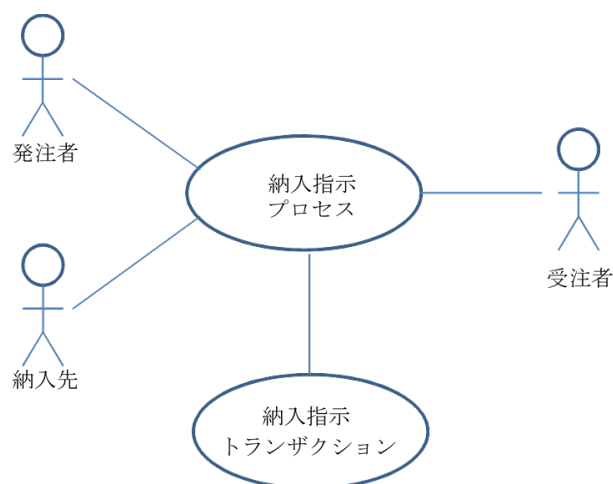 発注者
納入指示
プロセス
受注者
納入先
納入指示
トランザクション